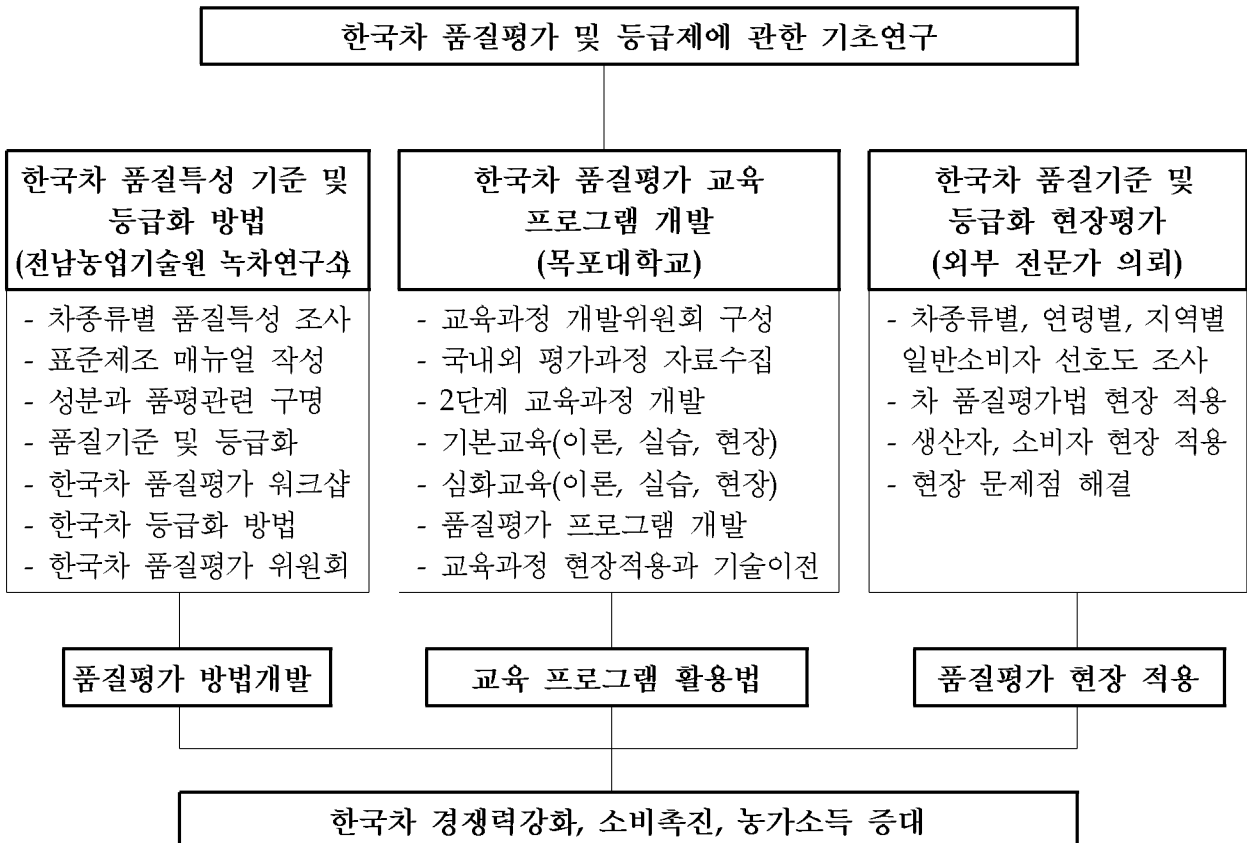 한국차 품질평가 및 등급제에 관한 기초연구
한국차 품질특성 기준 및
등급화 방법
(전남농업기술원 녹차연구소)
- 차종류별 품질특성 조사
- 표준제조 매뉴얼 작성
- 성분과 품평관련 구명
- 품질기준 및 등급화
- 한국차 품질평가 워크샵
- 한국차 등급화 방법
- 한국차 품질평가 위원회
품질평가 방법개발
한국차 품질평가 교육
프로그램 개발
(목포대학교)
- 교육과정 개발위원회 구성
- 국내외 평가과정 자료수집
- 2단계 교육과정 개발
- 기본교육(이론, 실습, 현장)
- 심화교육(이론, 실습, 현장)
- 품질평가 프로그램 개발
- 교육과정 현장적용과 기술이전
교육 프로그램 활용법
한국차 품질기준 및
등급화 현장평가
(외부 전문가 의뢰)
- 차종류별, 연령별, 지역별
일반소비자 선호도 조사
- 차 품질평가법 현장 적용
- 생산자, 소비자 현장 적용
- 현장 문제점 해결
품질평가 현장 적용
한국차 경쟁력강화, 소비촉진, 농가소득 증대